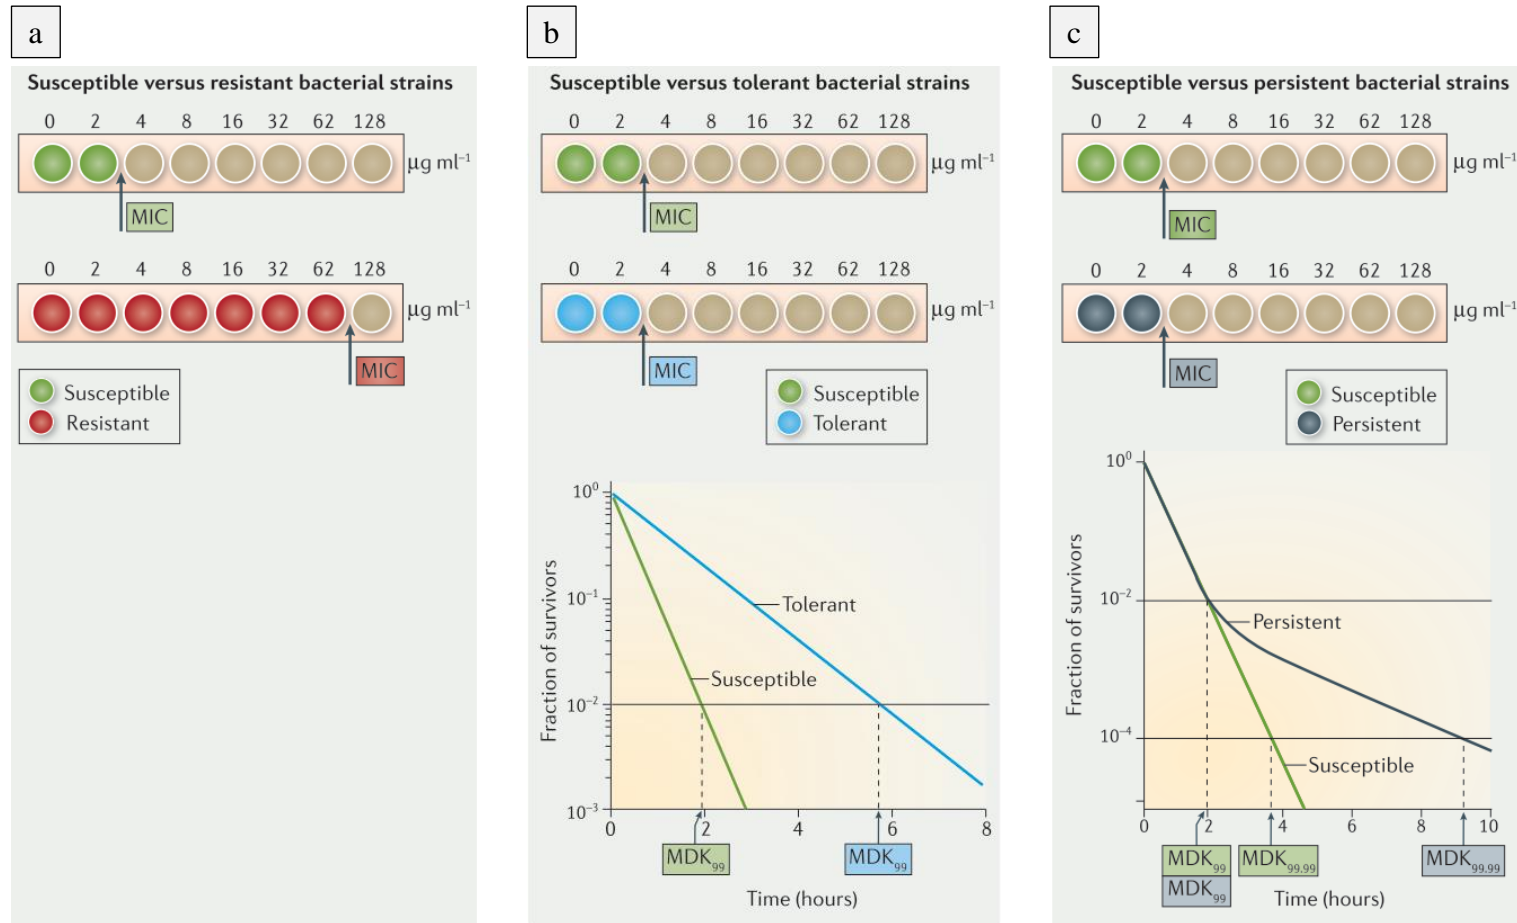 a
Susceptible versus resistant bacterial strains
0 2 4 8 16 32 62 128
µg ml⁻¹
MIC
0 2 4 8 16 32 62 128
µg ml⁻¹
MIC
Susceptible
Resistant
b
Susceptible versus tolerant bacterial strains
0 2 4 8 16 32 62 128
µg ml⁻¹
MIC
0 2 4 8 16 32 62 128
µg ml⁻¹
MIC
Susceptible
Tolerant
Fraction of survivors
10⁰
10⁻¹
10⁻²
10⁻³
Tolerant
Susceptible
0 2 4 6 8
MDK₉₉ MDK₉₉
Time (hours)
c
Susceptible versus persistent bacterial strains
0 2 4 8 16 32 62 128
µg ml⁻¹
MIC
0 2 4 8 16 32 62 128
µg ml⁻¹
MIC
Susceptible
Persistent
Fraction of survivors
10⁰
10⁻²
10⁻⁴
Persistent
Susceptible
0 2 4 6 8 10
MDK₉₉ MDK₉₉.₉₉ MDK₉₉.₉₉
MDK₉₉
Time (hours)